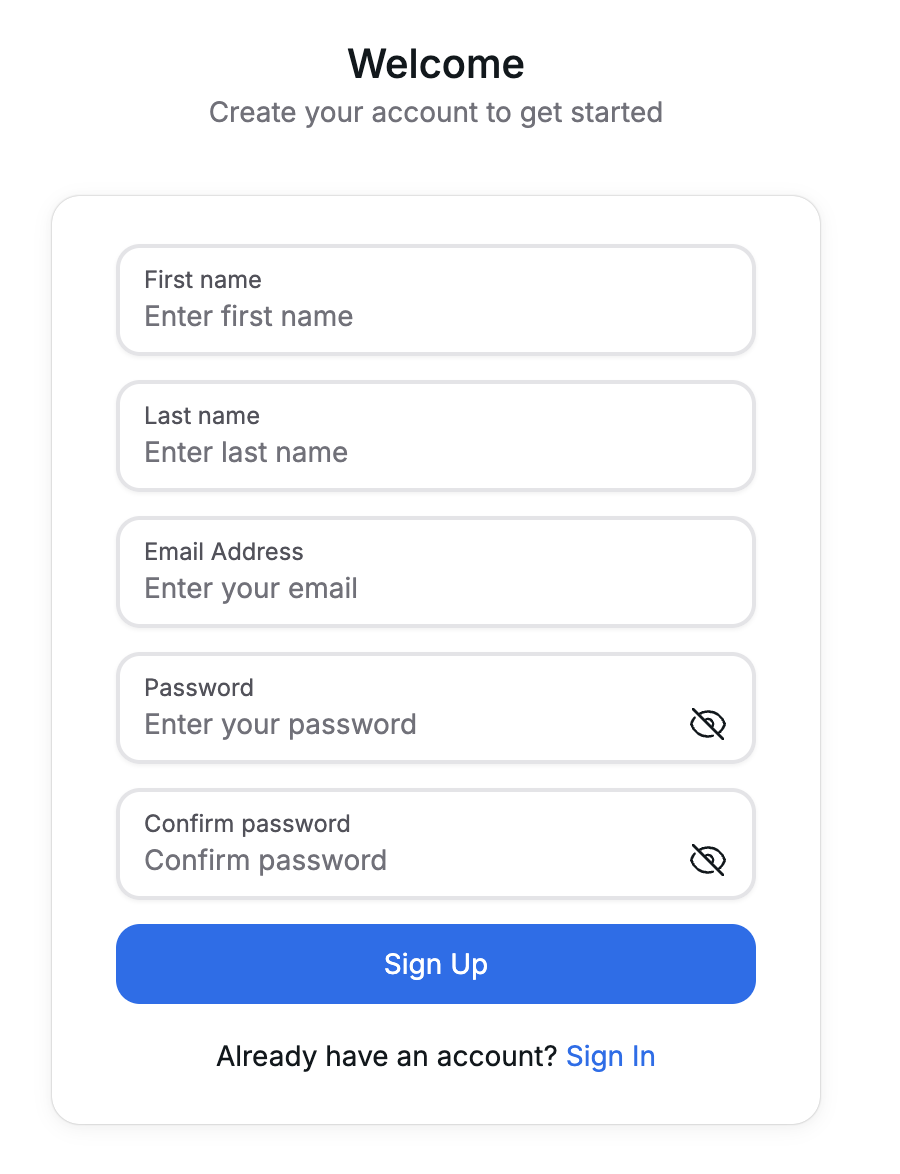 Welcome
Create your account to get started
First name
Enter first name
Last name
Enter last name
Email Address
Enter your email
Password
Enter your password
Confirm password
Confirm password
Sign Up
Already have an account? Sign In